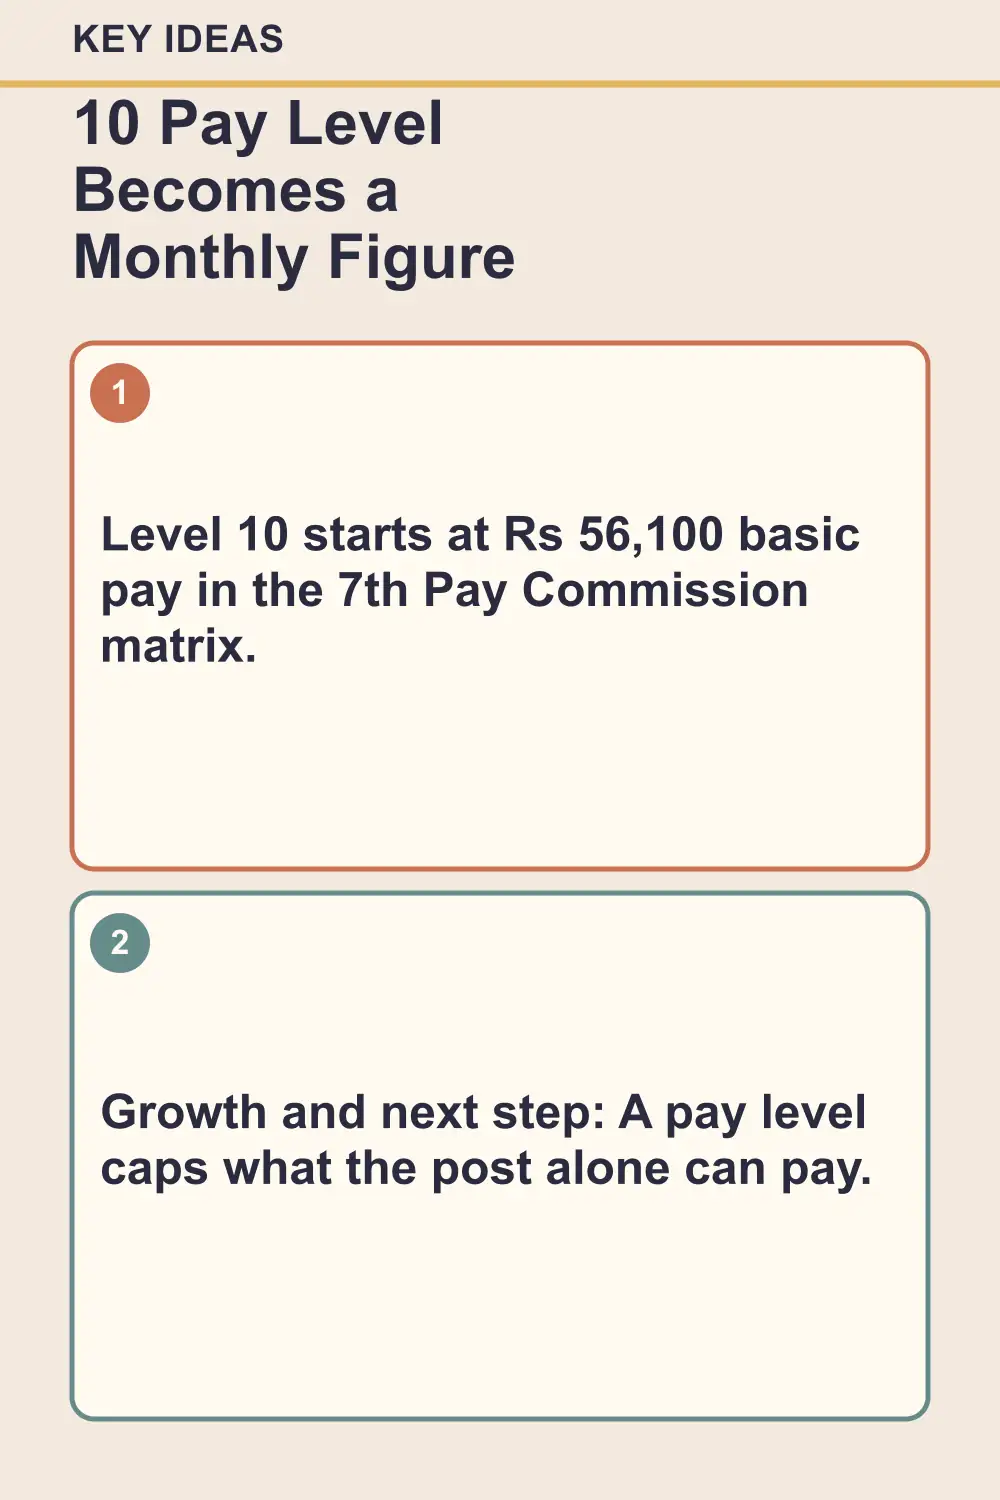 KEY IDEAS
10 Pay Level
Becomes a
Monthly Figure
1
Level 10 starts at Rs 56,100 basic
pay in the 7th Pay Commission
matrix.
2
Growth and next step: A pay level
caps what the post alone can pay.